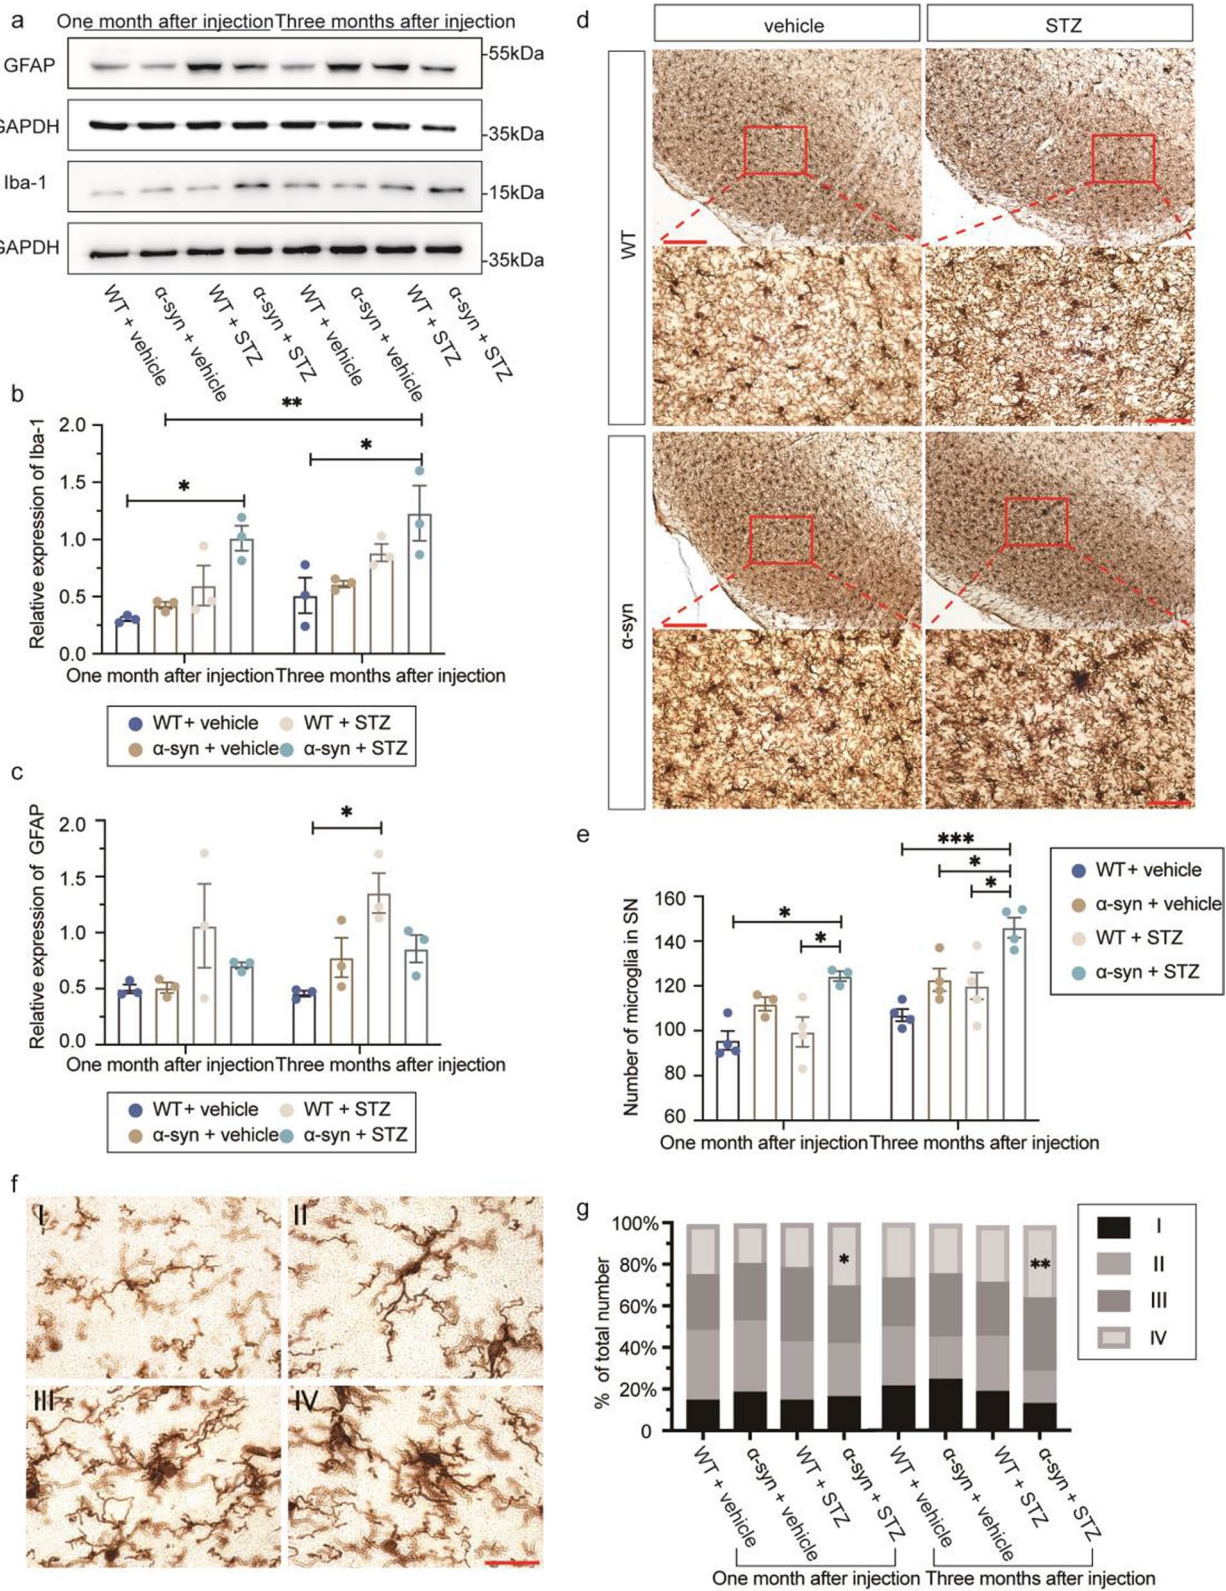 a
One month after injection Three months after injection
GFAP
-55kDa
GAPDH
-35kDa
Iba-1
-15kDa
GAPDH
-35kDa
WT + vehicle
α-syn + vehicle
WT + STZ
α-syn + STZ
WT + vehicle
α-syn + vehicle
WT + STZ
α-syn + STZ
b
Relative expression of Iba-1
2.0
1.5
1.0
0.5
0.0
*
**
*
One month after injection Three months after injection
WT+ vehicle
WT + STZ
α-syn + vehicle
α-syn + STZ
c
Relative expression of GFAP
2.0
1.5
1.0
0.5
0.0
*
One month after injection Three months after injection
WT+ vehicle
WT + STZ
α-syn + vehicle
α-syn + STZ
d
vehicle
STZ
WT
α-syn
e
Number of microglia in SN
160
140
120
100
80
60
*
*
***
*
*
One month after injection Three months after injection
WT+ vehicle
α-syn + vehicle
WT + STZ
α-syn + STZ
f
I
II
III
IV
g
% of total number
100%
80%
60%
40%
20%
0
*
**
I
II
III
IV
WT + vehicle
α-syn + vehicle
WT + STZ
α-syn + STZ
WT + vehicle
α-syn + vehicle
WT + STZ
α-syn + STZ
One month after injection Three months after injection